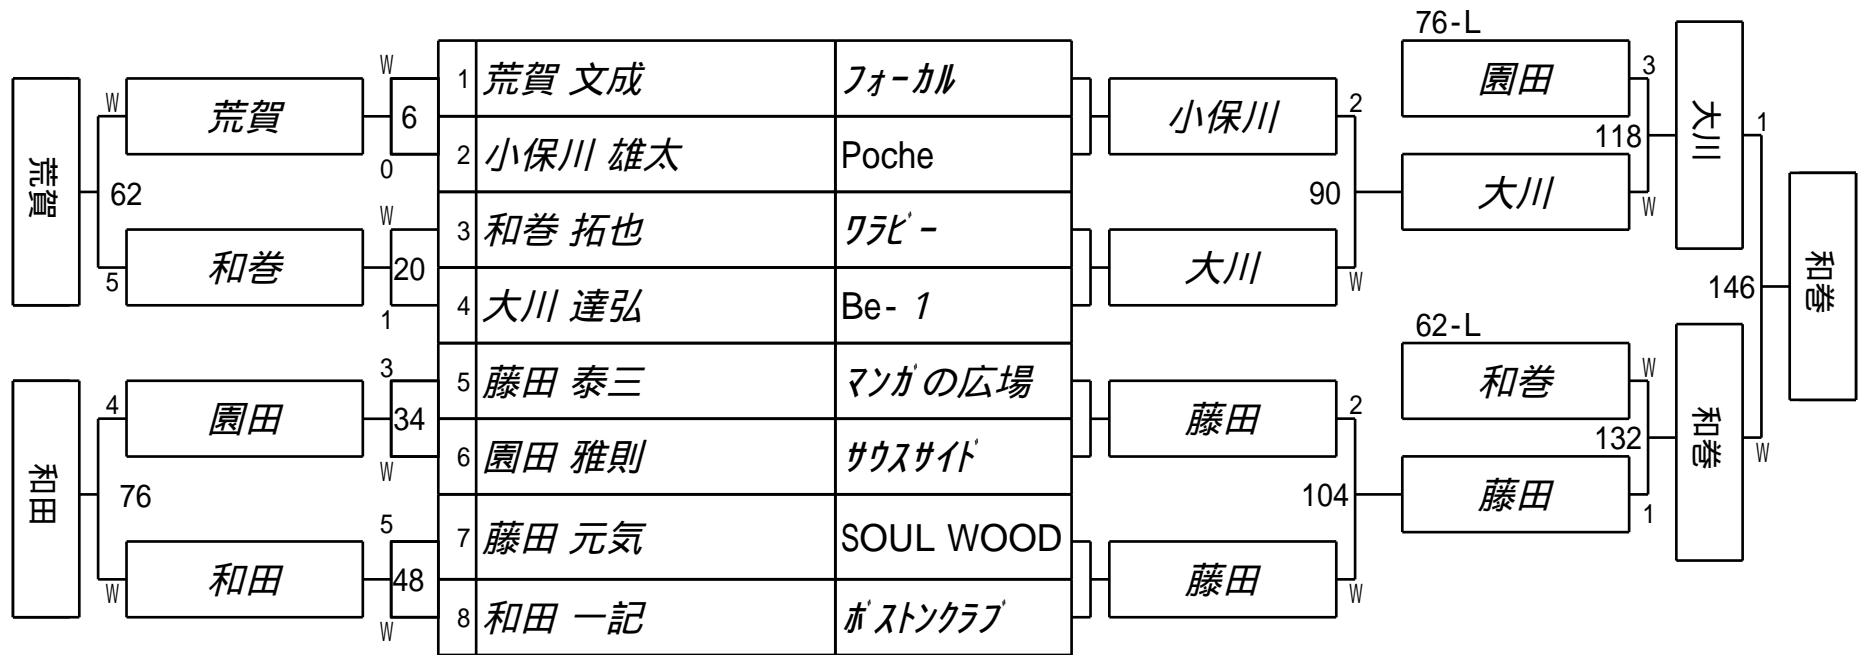 荒賀
和田
W
5
62
4
W
76
荒賀
和巻
園田
和田
W
6
0
W
20
1
3
34
W
5
48
W
1 荒賀 文成 フォーカル
2 小保川 雄太 Poche
3 和巻 拓也 ワラビー
4 大川 達弘 Be-1
5 藤田 泰三 マンガの広場
6 園田 雅則 サウスサイド
7 藤田 元気 SOUL WOOD
8 和田 一記 ボストンクラブ
小保川
大川
藤田
藤田
2
90
W
2
104
W
76-L
園田
3
118
大川
W
62-L
和巻
W
132
藤田
1
大川
1
146
和巻
W
和巻